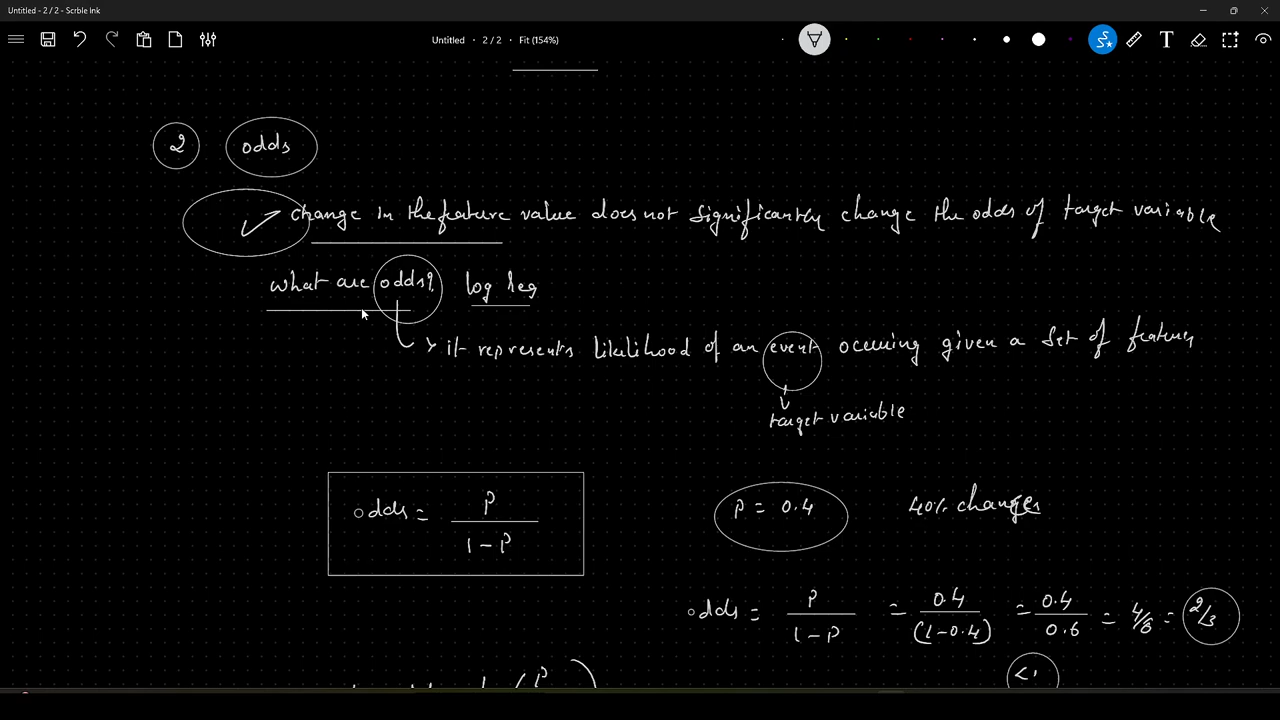 Untitled - 2 / 2 - Scrble Ink
Untitled • 2 / 2 • Fit (154%)
T
2 odds
change in the feature value does not significantly change the odds of target variable
what are odds? log reg
it represents likelihood of an event occuring given a set of features
target variable
odds = P / 1 - P
P = 0.4 40% changes
odds = P / 1 - P = 0.4 / (1 - 0.4) = 0.4 / 0.6 = 4/6 = 2/3